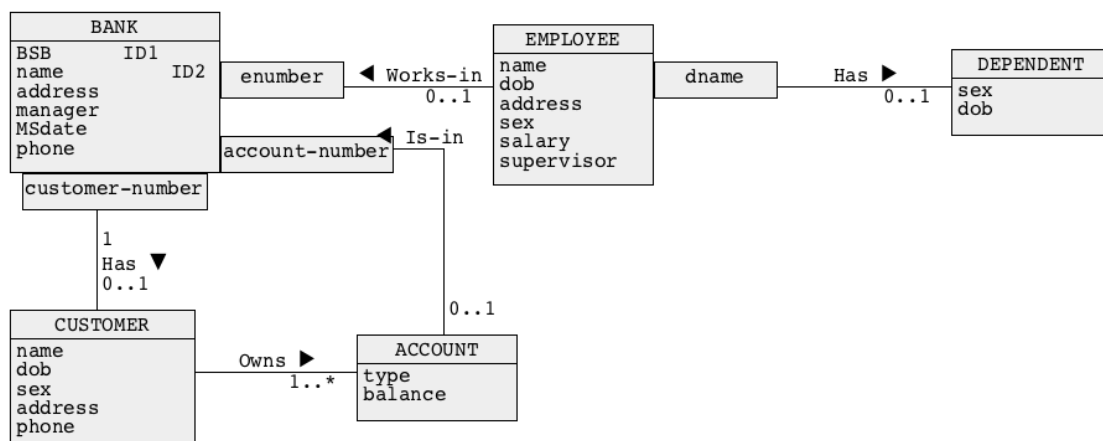 BANK
BSB ID1
name ID2
address
manager
MSdate
phone
enumber
account-number
customer-number
Works-in
0..1
EMPLOYEE
name
dob
address
sex
salary
supervisor
dname
Has
0..1
DEPENDENT
sex
dob
Is-in
0..1
1
Has
0..1
CUSTOMER
name
dob
sex
address
phone
Owns
1..*
ACCOUNT
type
balance